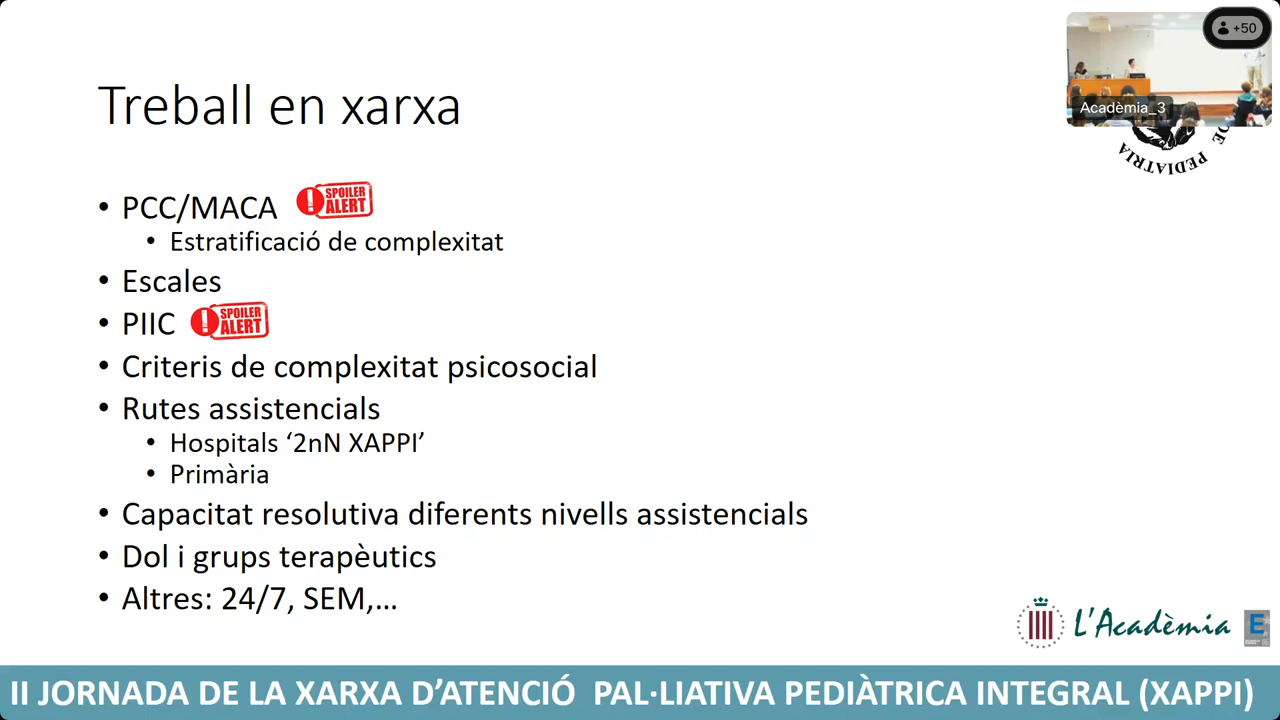 +50
Acadèmia_3
DE PEDIATRIA
Treball en xarxa
• PCC/MACA
SPOILER
ALERT
• Estratificació de complexitat
• Escales
• PIIC
SPOILER
ALERT
• Criteris de complexitat psicosocial
• Rutes assistencials
• Hospitals ‘2nN XAPPI’
• Primària
• Capacitat resolutiva diferents nivells assistencials
• Dol i grups terapèutics
• Altres: 24/7, SEM,...
L'Acadèmia
E
II JORNADA DE LA XARXA D’ATENCIÓ PAL·LIATIVA PEDIÀTRICA INTEGRAL (XAPPI)